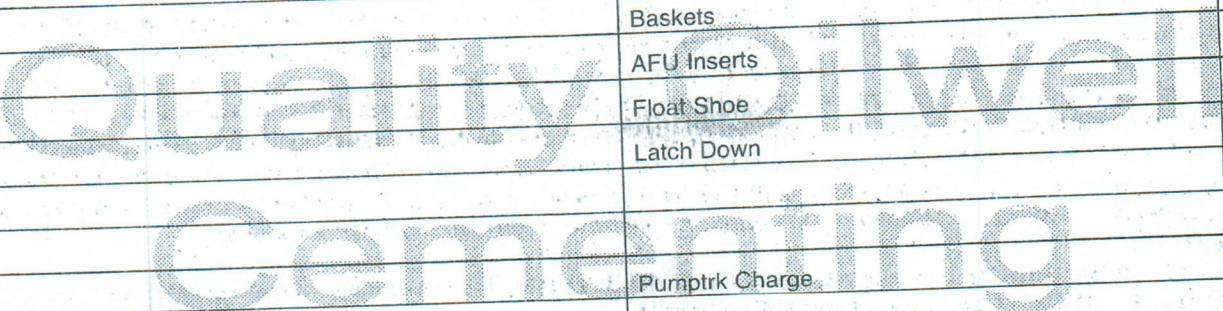 Baskets
Quality Oilwell
AFU Inserts
Float Shoe
Latch Down
Cementing
Pumptrk Charge